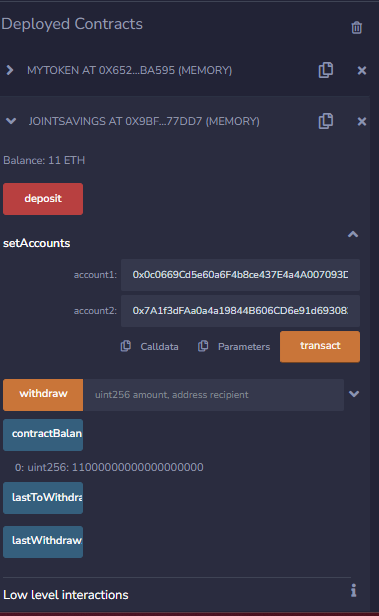 Deployed Contracts
MYTOKEN AT 0X652...BA595 (MEMORY)
JOINTSAVINGS AT 0X9BF...77DD7 (MEMORY)
Balance: 11 ETH
deposit
setAccounts
account1: 0x0c0669Cd5e60a6F4b8ce437E4a4A007093D
account2: 0x7A1f3dFAa0a4a19844B606CD6e91d69308
Calldata Parameters transact
withdraw uint256 amount, address recipient
contractBalan
0: uint256: 11000000000000000000
lastToWithdra
lastWithdraw
Low level interactions